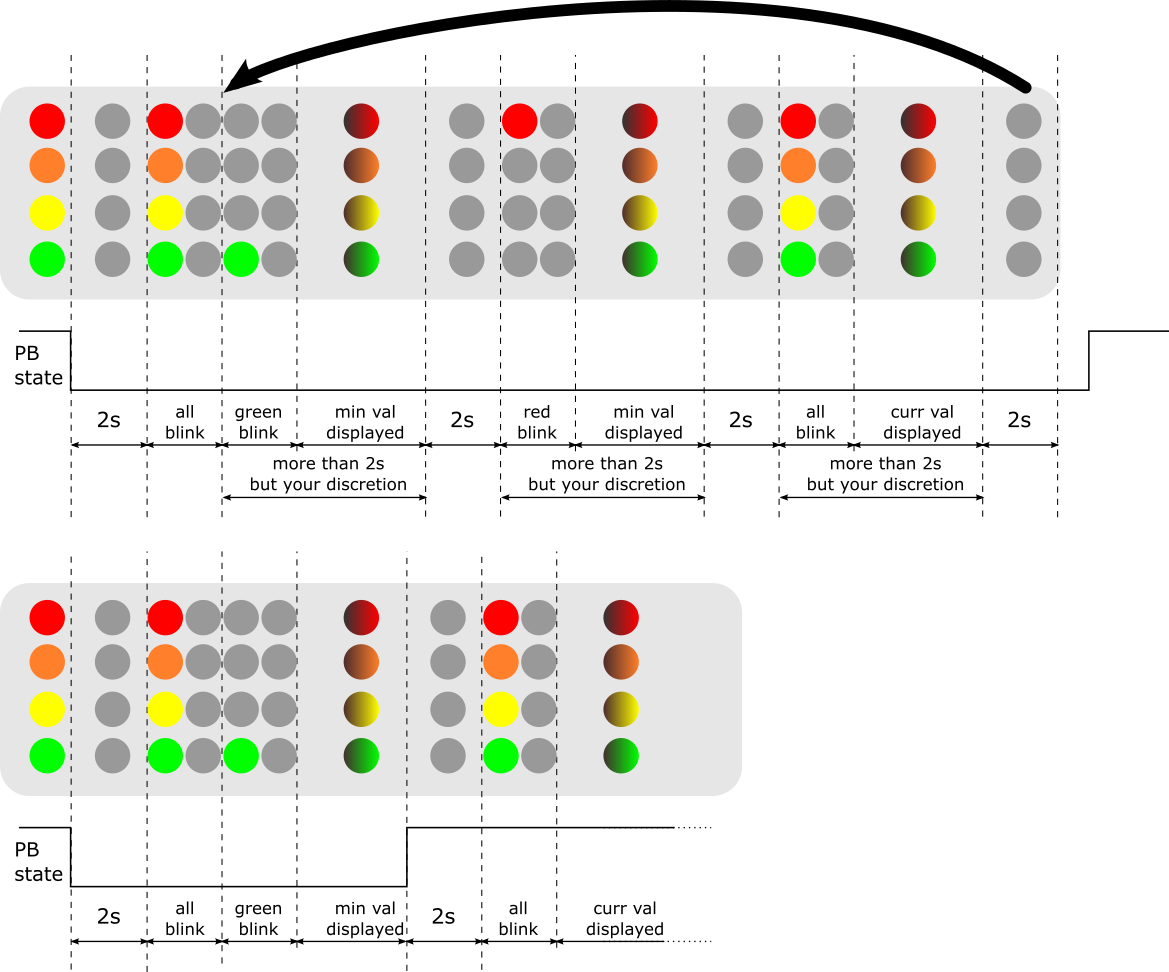 PB
state
2s
all
blink
green
blink
min val
displayed
2s
red
blink
min val
displayed
2s
all
blink
curr val
displayed
2s
more than 2s
but your discretion
more than 2s
but your discretion
more than 2s
but your discretion
PB
state
2s
all
blink
green
blink
min val
displayed
2s
all
blink
curr val
displayed